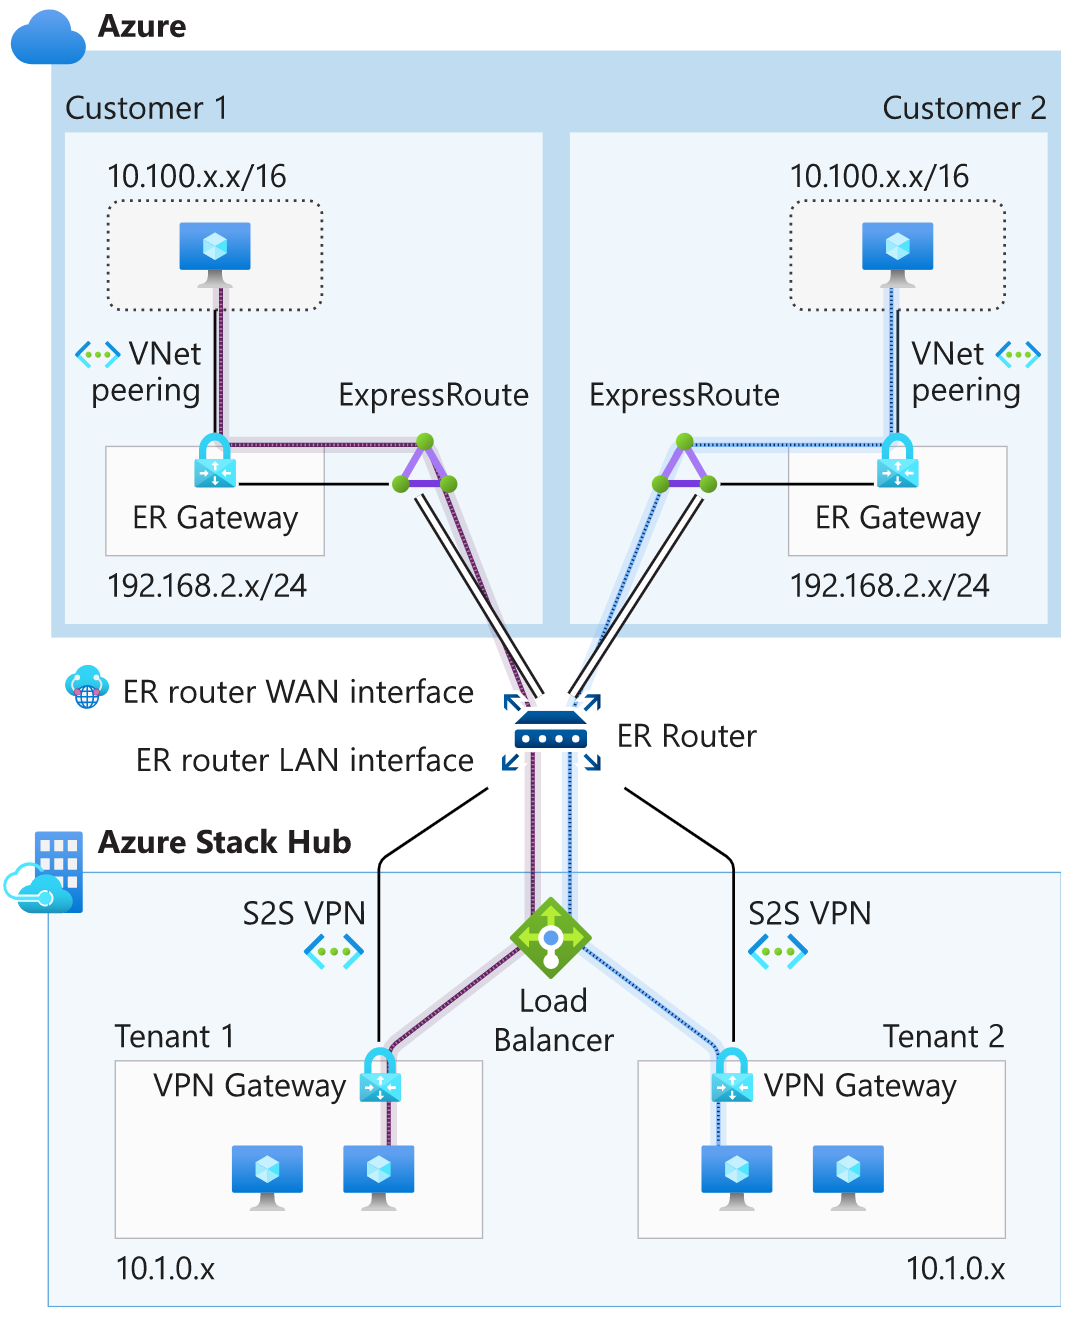 Azure
Customer 1
Customer 2
10.100.x.x/16
10.100.x.x/16
VNet
peering
VNet
peering
ExpressRoute
ExpressRoute
ER Gateway
ER Gateway
192.168.2.x/24
192.168.2.x/24
ER router WAN interface
ER Router
ER router LAN interface
Azure Stack Hub
S2S VPN
S2S VPN
Load
Balancer
Tenant 1
Tenant 2
VPN Gateway
VPN Gateway
10.1.0.x
10.1.0.x